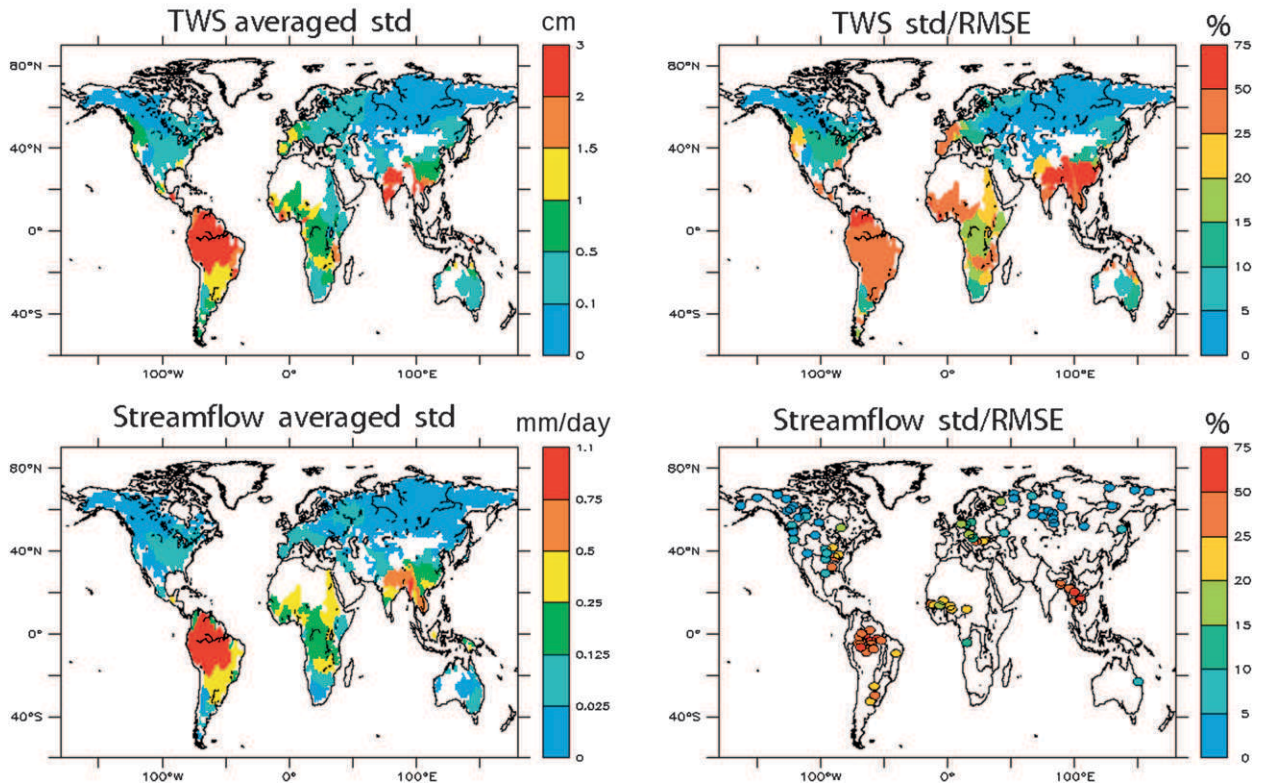 TWS averaged std
cm
3
2
1.5
1
0.5
0.1
0
80°N
40°N
0°
40°S
100°W
0°
100°E
TWS std/RMSE
%
75
50
25
20
15
10
5
0
80°N
40°N
0°
40°S
100°W
0°
100°E
Streamflow averaged std
mm/day
1.1
0.75
0.5
0.25
0.125
0.025
0
80°N
40°N
0°
40°S
100°W
0°
100°E
Streamflow std/RMSE
%
75
50
25
20
15
10
5
0
80°N
40°N
0°
40°S
100°W
0°
100°E